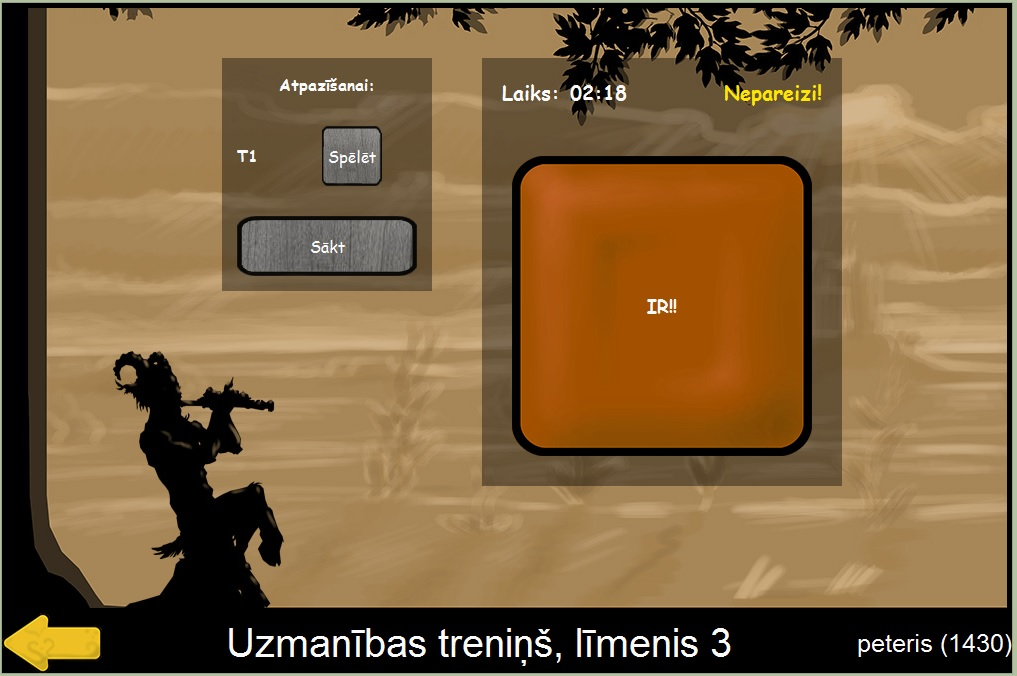 Atpazīšanai:
T1
Spēlēt
Sākt
Laiks: 02:18
Nepareizi!
IR!!
Uzmanības treniņš, līmenis 3
peteris (1430)